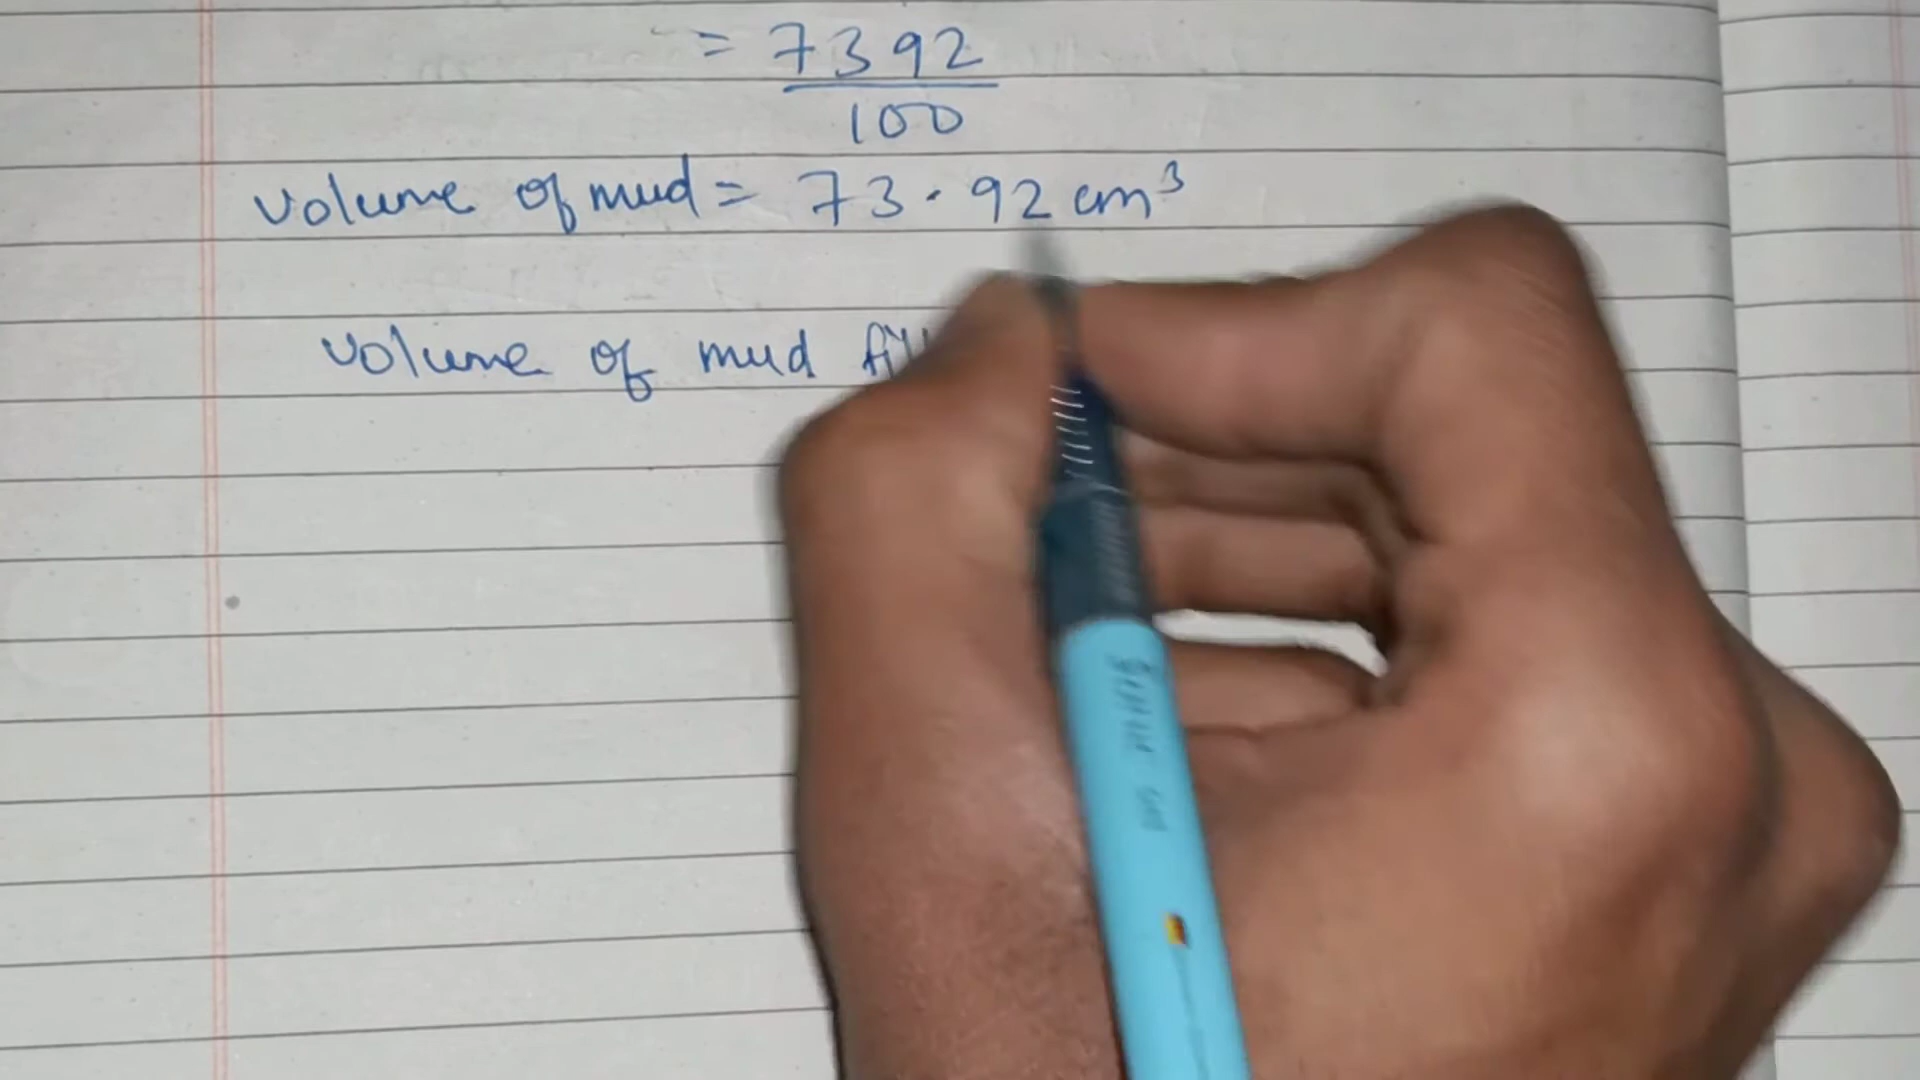 = 7392
100
volume of mud = 73.92 cm³
volume of mud